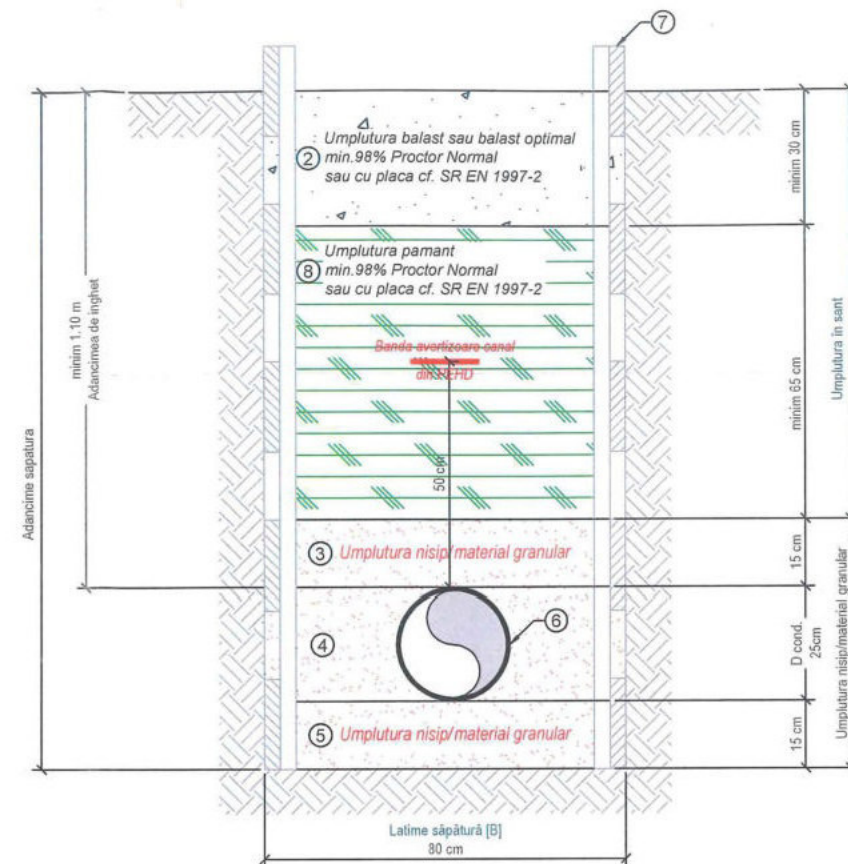 7
Umplutura balast sau balast optimal
2 min.98% Proctor Normal
sau cu placa cf. SR EN 1997-2
minim 30 cm
Umplutura pamant
8 min.98% Proctor Normal
sau cu placa cf. SR EN 1997-2
Banda avertizoare canal
din PEHD
50 cm
minim 1.10 m
Adancimea de inghet
Adancime sapatura
minim 65 cm
Umplutura in sant
3 Umplutura nisip/material granular
15 cm
4
6
D cond.
25cm
Umplutura nisip/material granular
5 Umplutura nisip/material granular
15 cm
Latime săpătură [B]
80 cm